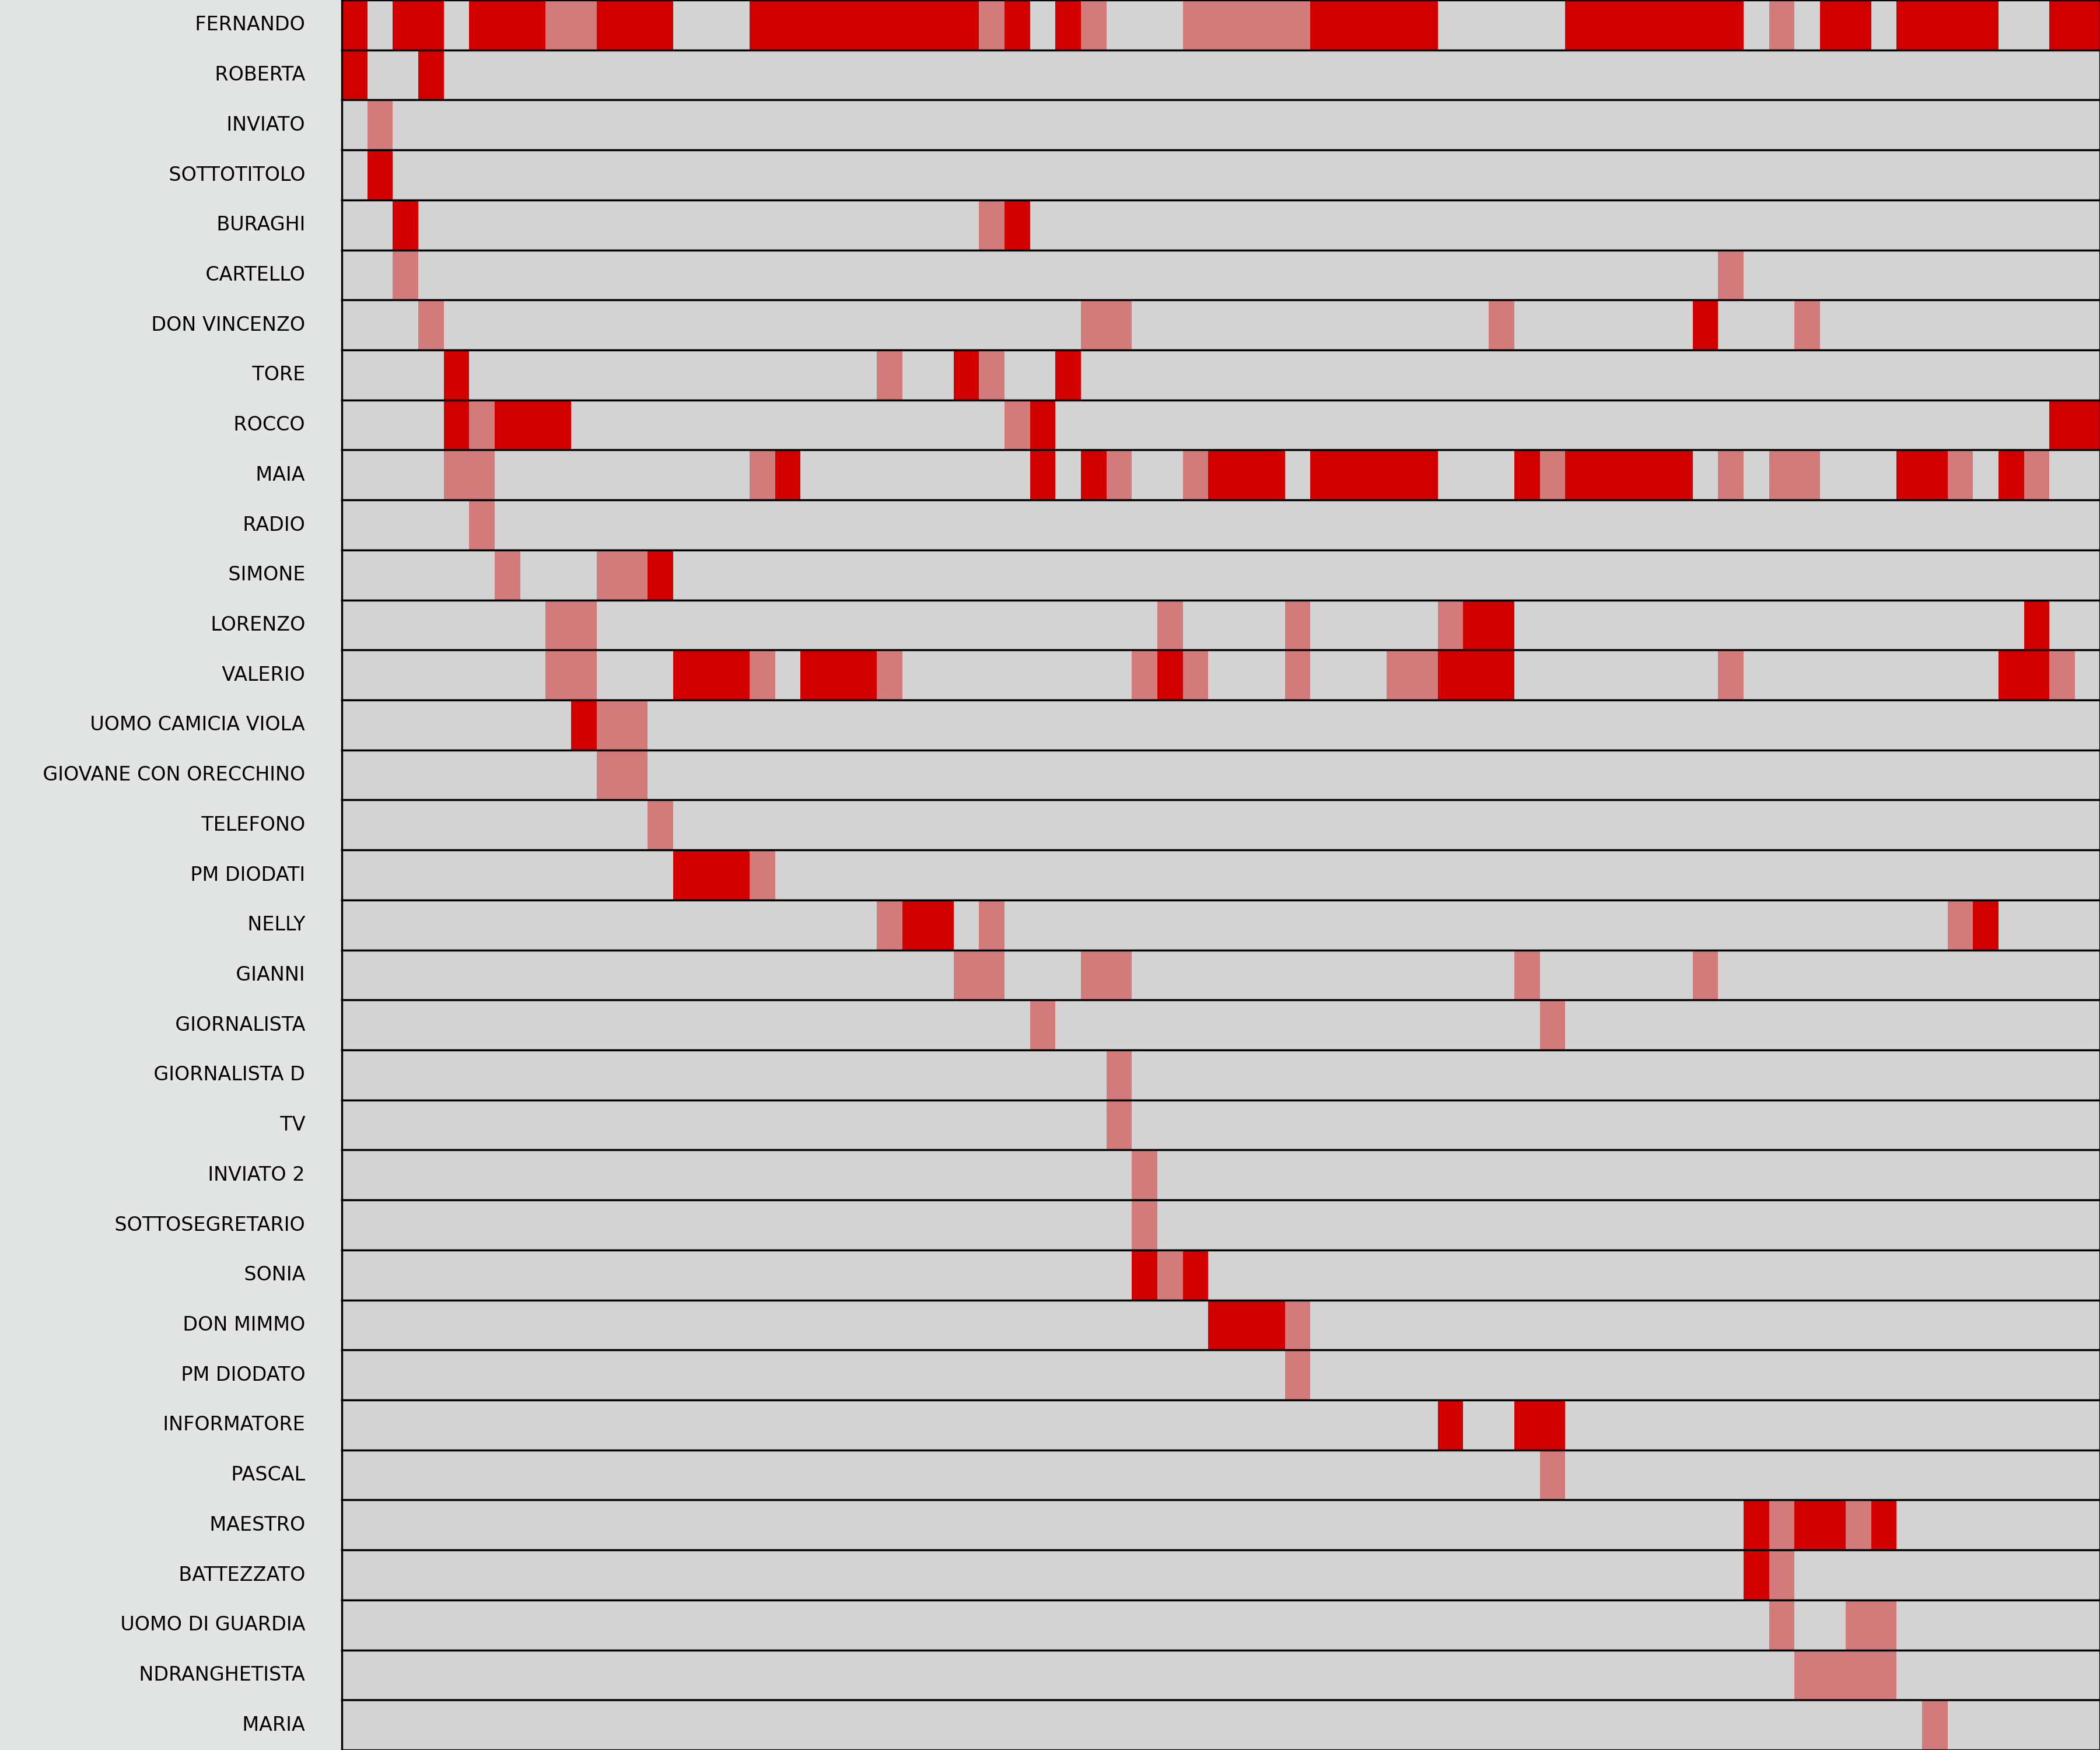 FERNANDO
ROBERTA
INVIATO
SOTTOTITOLO
BURAGHI
CARTELLO
DON VINCENZO
TORE
ROCCO
MAIA
RADIO
SIMONE
LORENZO
VALERIO
UOMO CAMICIA VIOLA
GIOVANE CON ORECCHINO
TELEFONO
PM DIODATI
NELLY
GIANNI
GIORNALISTA
GIORNALISTA D
TV
INVIATO 2
SOTTOSEGRETARIO
SONIA
DON MIMMO
PM DIODATO
INFORMATORE
PASCAL
MAESTRO
BATTEZZATO
UOMO DI GUARDIA
NDRANGHETISTA
MARIA